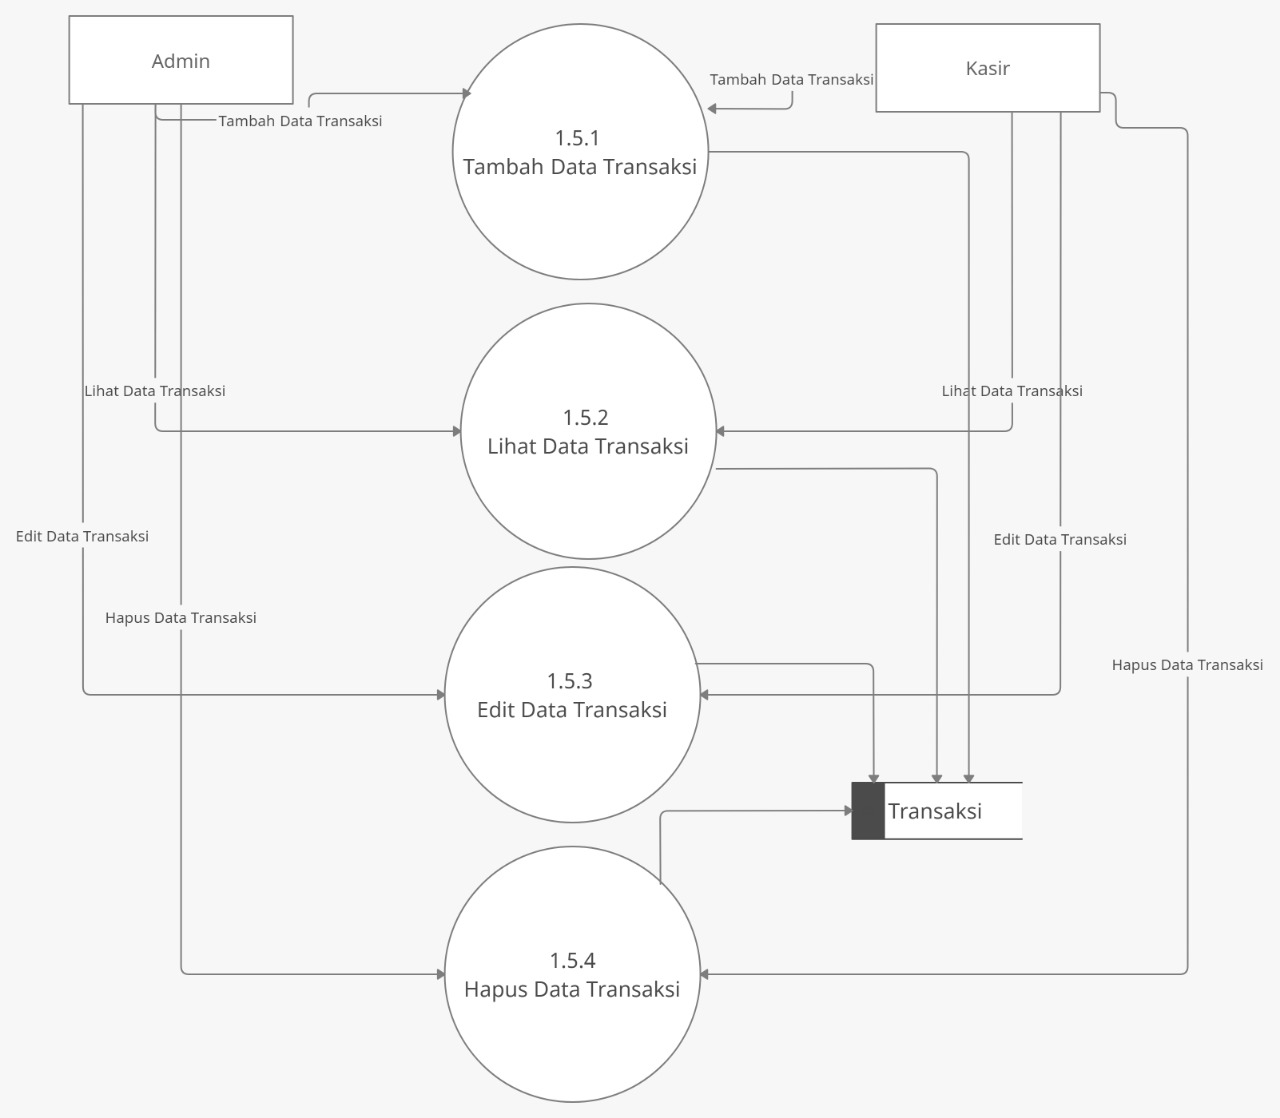 Admin
Kasir
Tambah Data Transaksi
Tambah Data Transaksi
1.5.1
Tambah Data Transaksi
Lihat Data Transaksi
Lihat Data Transaksi
1.5.2
Lihat Data Transaksi
Edit Data Transaksi
Edit Data Transaksi
Hapus Data Transaksi
Hapus Data Transaksi
1.5.3
Edit Data Transaksi
Transaksi
1.5.4
Hapus Data Transaksi